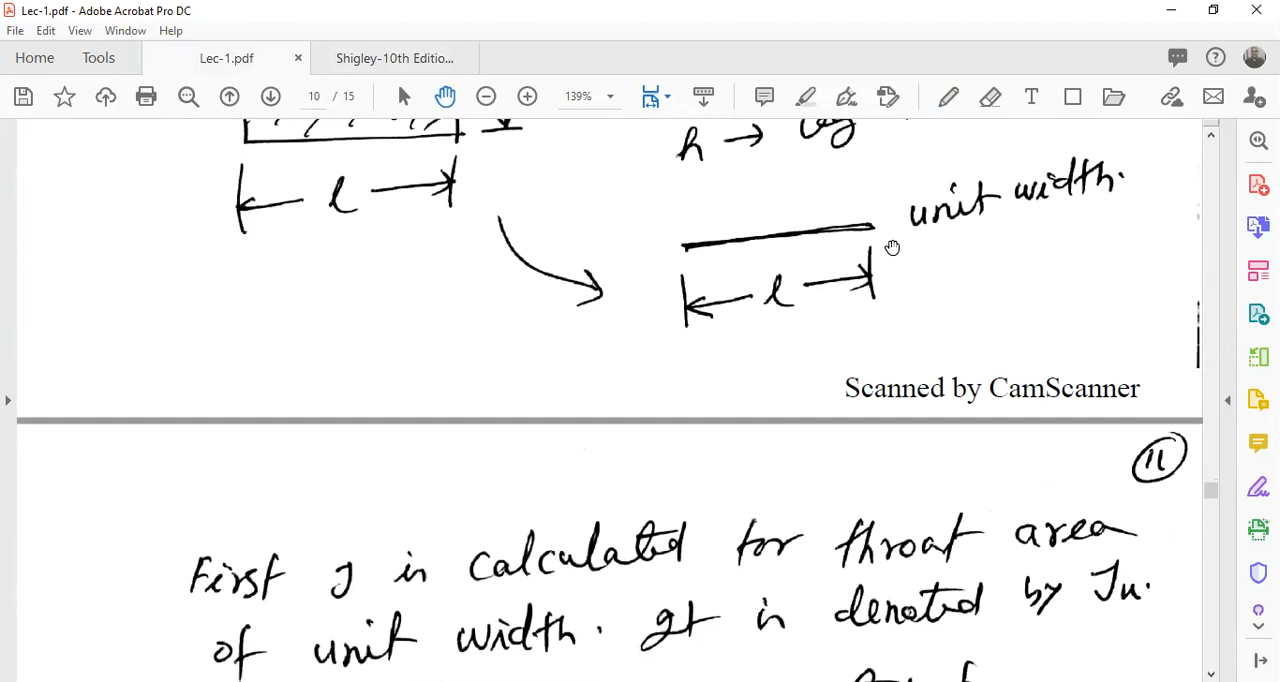 Lec-1.pdf - Adobe Acrobat Pro DC
File Edit View Window Help
Home Tools Lec-1.pdf × Shigley-10th Editio...
10 / 15 139%
h → leg
l
unit width.
l
Scanned by CamScanner
11
First J is calculated for throat area
of unit width. It is denoted by Ju.